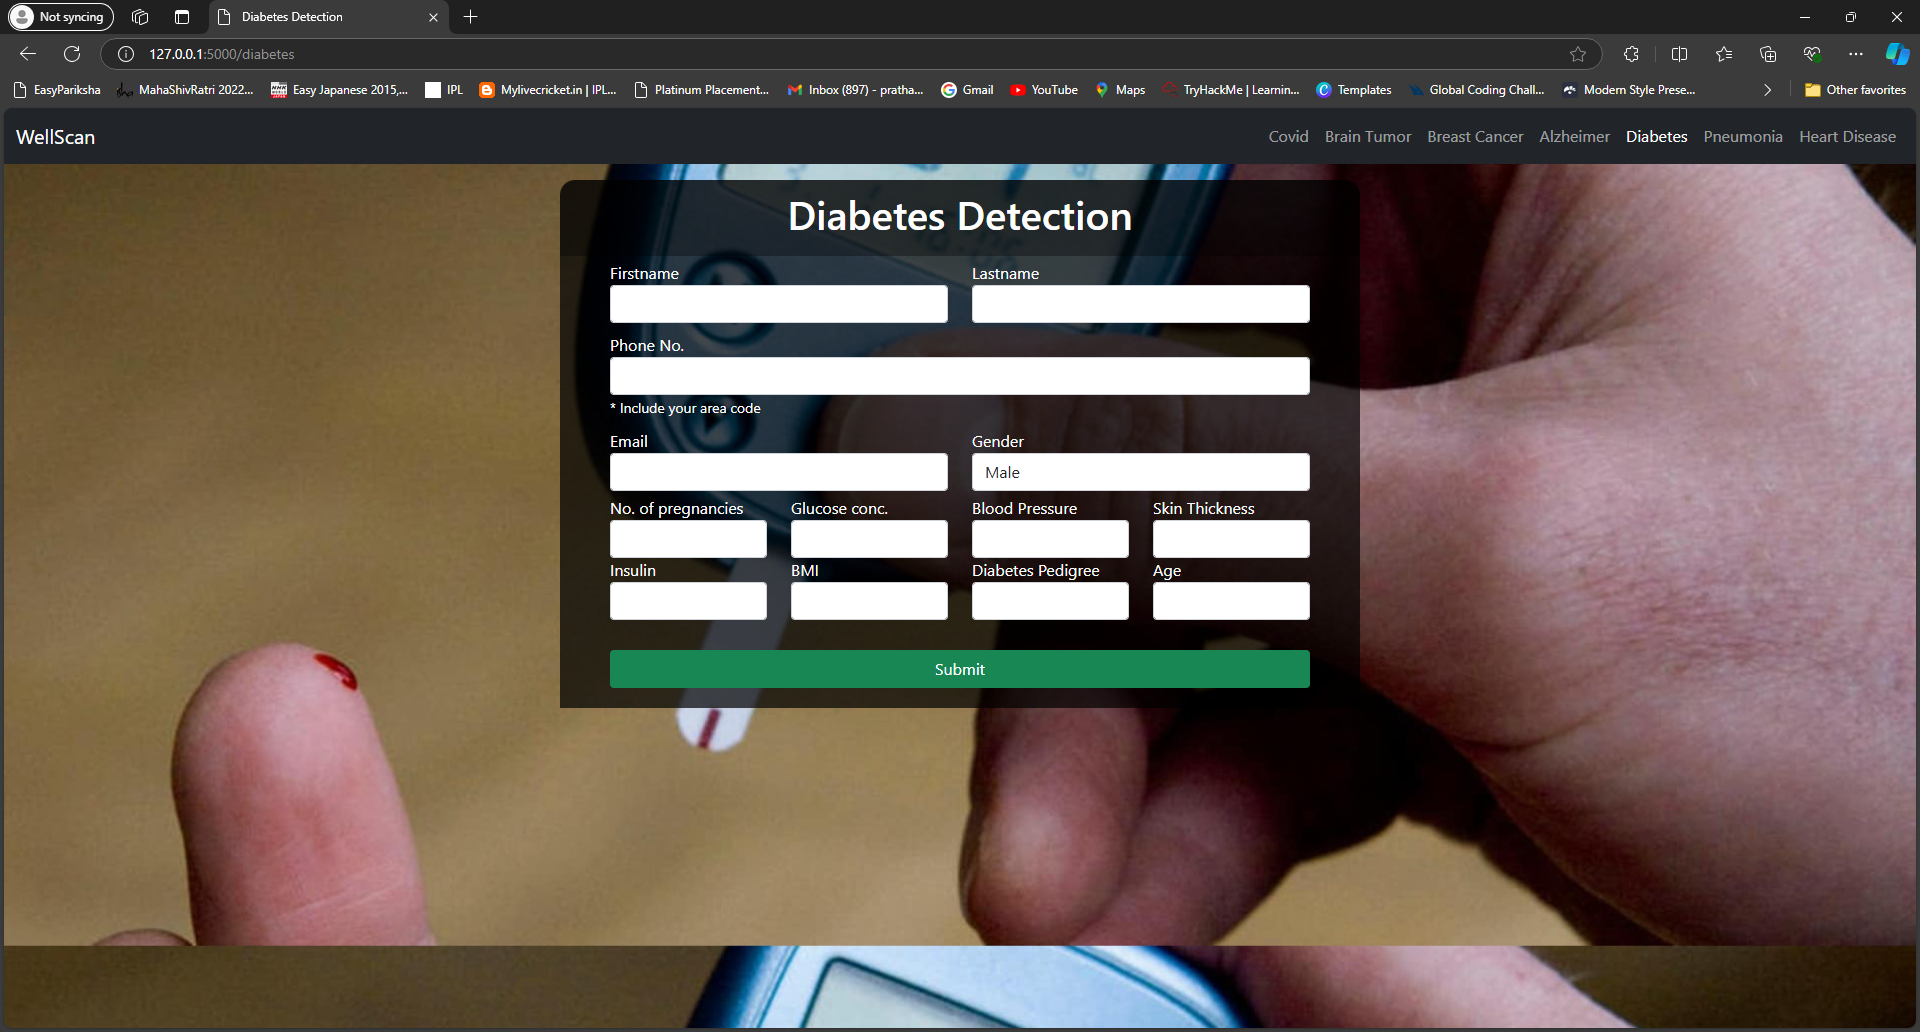 Not syncing
Diabetes Detection
127.0.0.1:5000/diabetes
EasyPariksha MahaShivRatri 2022... Easy Japanese 2015,... IPL Mylivecricket.in | IPL... Platinum Placement... Inbox (897) - pratha... Gmail YouTube Maps TryHackMe | Learnin... Templates Global Coding Chall... Modern Style Prese... Other favorites
WellScan Covid Brain Tumor Breast Cancer Alzheimer Diabetes Pneumonia Heart Disease
Diabetes Detection
Firstname Lastname
Phone No.
* Include your area code
Email Gender
Male
No. of pregnancies Glucose conc. Blood Pressure Skin Thickness
Insulin BMI Diabetes Pedigree Age
Submit